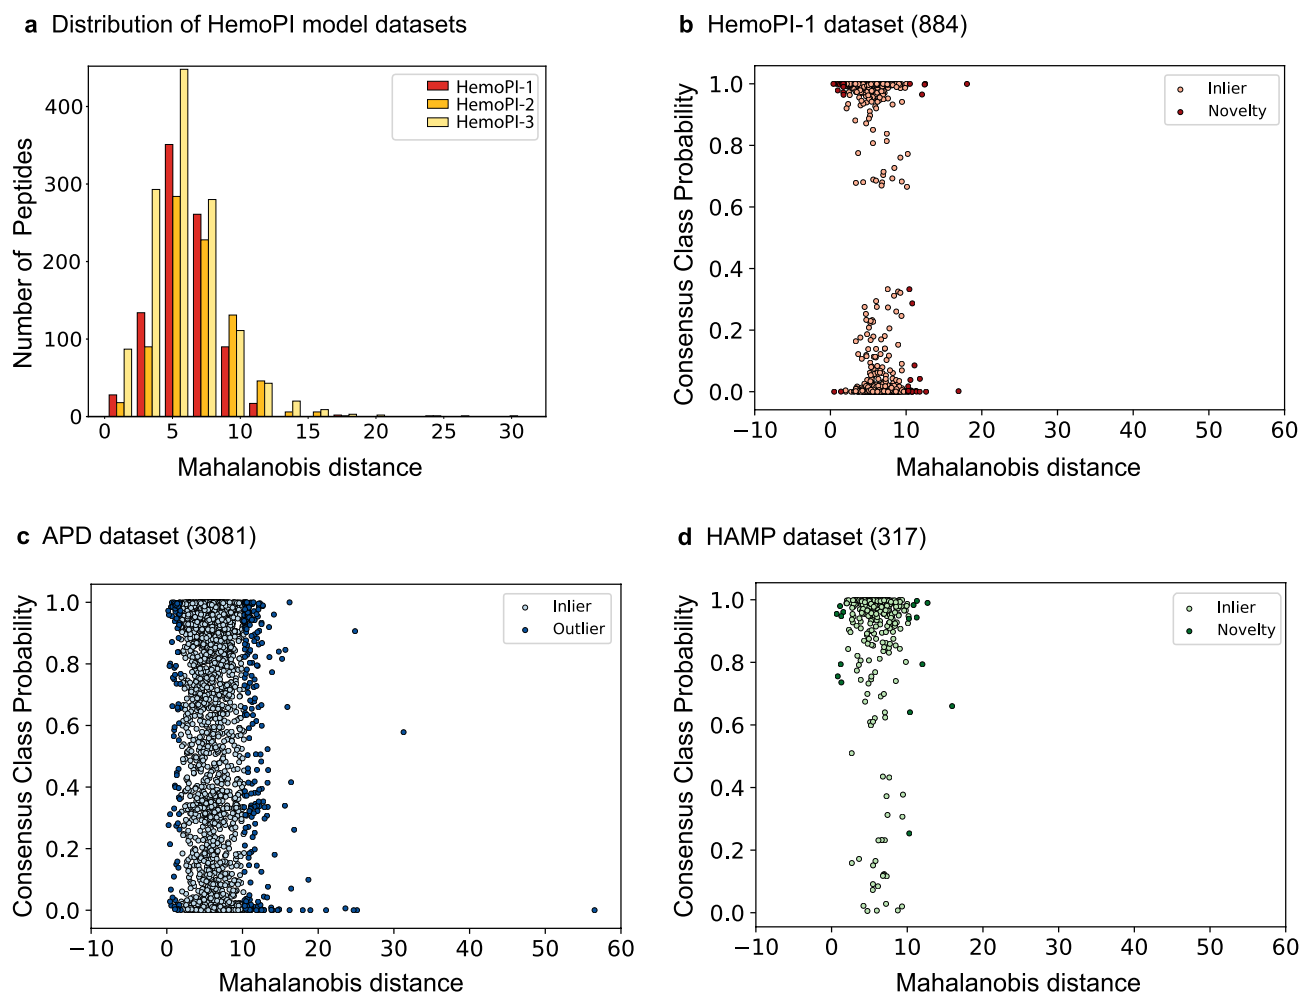 a Distribution of HemoPI model datasets
HemoPI-1
HemoPI-2
HemoPI-3
Number of Peptides
400
300
200
100
0
0 5 10 15 20 25 30
Mahalanobis distance
b HemoPI-1 dataset (884)
Inlier
Novelty
Consensus Class Probability
1.0
0.8
0.6
0.4
0.2
0.0
−10 0 10 20 30 40 50 60
Mahalanobis distance
c APD dataset (3081)
Inlier
Outlier
Consensus Class Probability
1.0
0.8
0.6
0.4
0.2
0.0
−10 0 10 20 30 40 50 60
Mahalanobis distance
d HAMP dataset (317)
Inlier
Novelty
Consensus Class Probability
1.0
0.8
0.6
0.4
0.2
0.0
−10 0 10 20 30 40 50 60
Mahalanobis distance